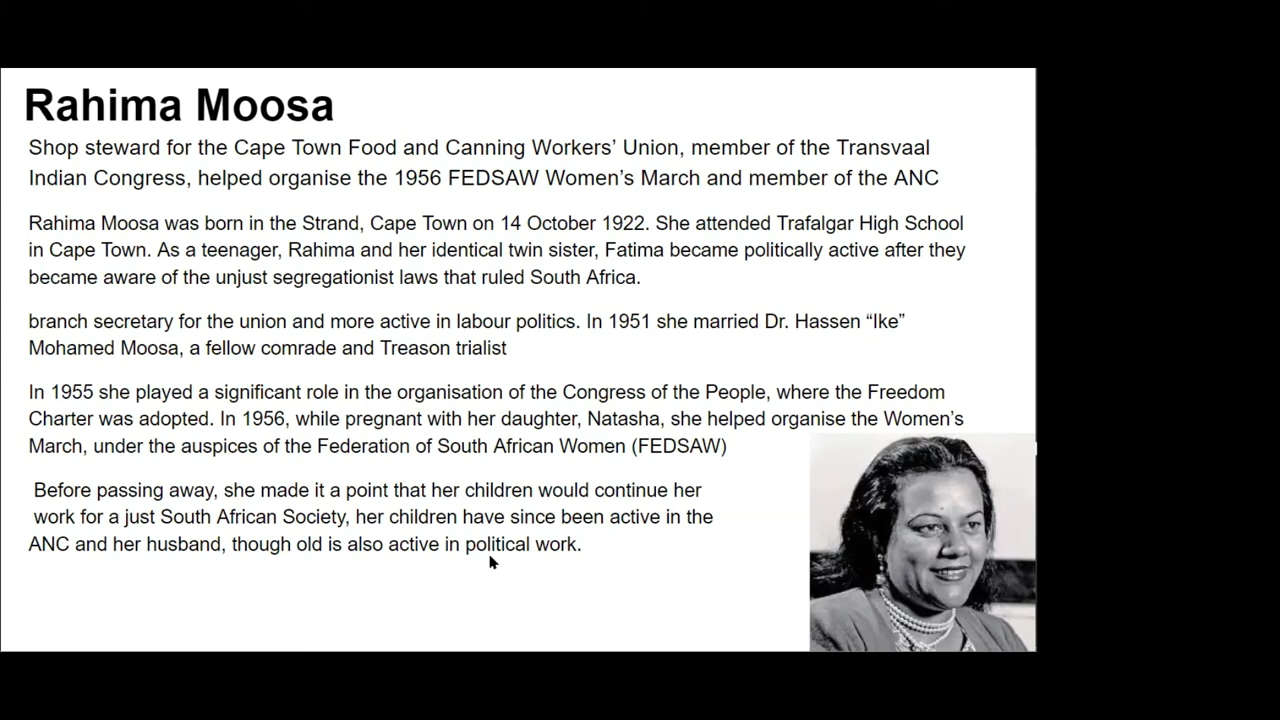 Rahima Moosa
Shop steward for the Cape Town Food and Canning Workers’ Union, member of the Transvaal
Indian Congress, helped organise the 1956 FEDSAW Women’s March and member of the ANC
Rahima Moosa was born in the Strand, Cape Town on 14 October 1922. She attended Trafalgar High School
in Cape Town. As a teenager, Rahima and her identical twin sister, Fatima became politically active after they
became aware of the unjust segregationist laws that ruled South Africa.
branch secretary for the union and more active in labour politics. In 1951 she married Dr. Hassen “Ike”
Mohamed Moosa, a fellow comrade and Treason trialist
In 1955 she played a significant role in the organisation of the Congress of the People, where the Freedom
Charter was adopted. In 1956, while pregnant with her daughter, Natasha, she helped organise the Women’s
March, under the auspices of the Federation of South African Women (FEDSAW)
Before passing away, she made it a point that her children would continue her
work for a just South African Society, her children have since been active in the
ANC and her husband, though old is also active in political work.